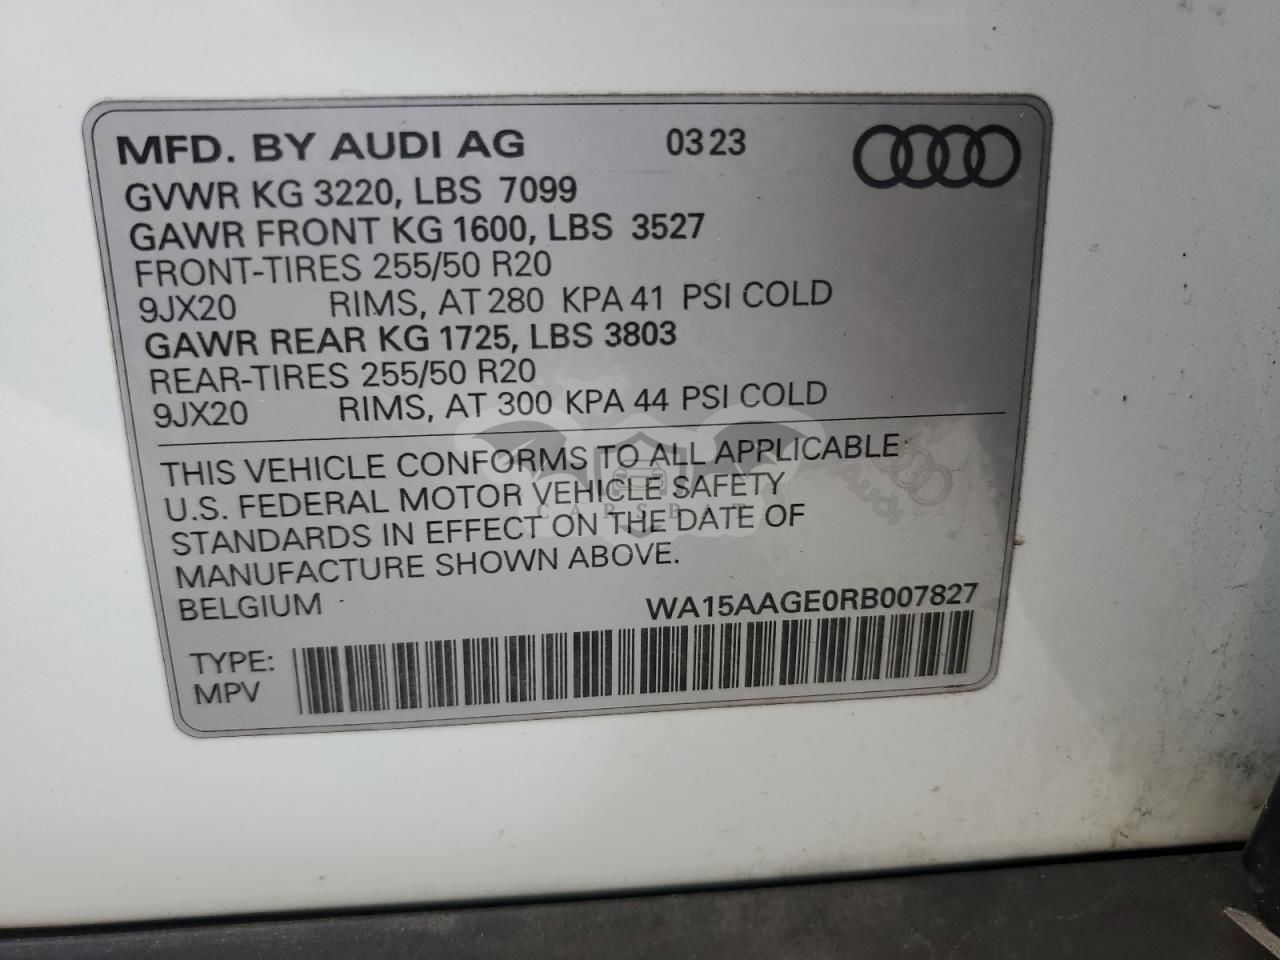 MFD. BY AUDI AG 03 23
GVWR KG 3220, LBS 7099
GAWR FRONT KG 1600, LBS 3527
FRONT-TIRES 255/50 R20
9JX20 RIMS, AT 280 KPA 41 PSI COLD
GAWR REAR KG 1725, LBS 3803
REAR-TIRES 255/50 R20
9JX20 RIMS, AT 300 KPA 44 PSI COLD
THIS VEHICLE CONFORMS TO ALL APPLICABLE
U.S. FEDERAL MOTOR VEHICLE SAFETY
STANDARDS IN EFFECT ON THE DATE OF
MANUFACTURE SHOWN ABOVE.
BELGIUM WA15AAGE0RB007827
TYPE:
MPV
Audi